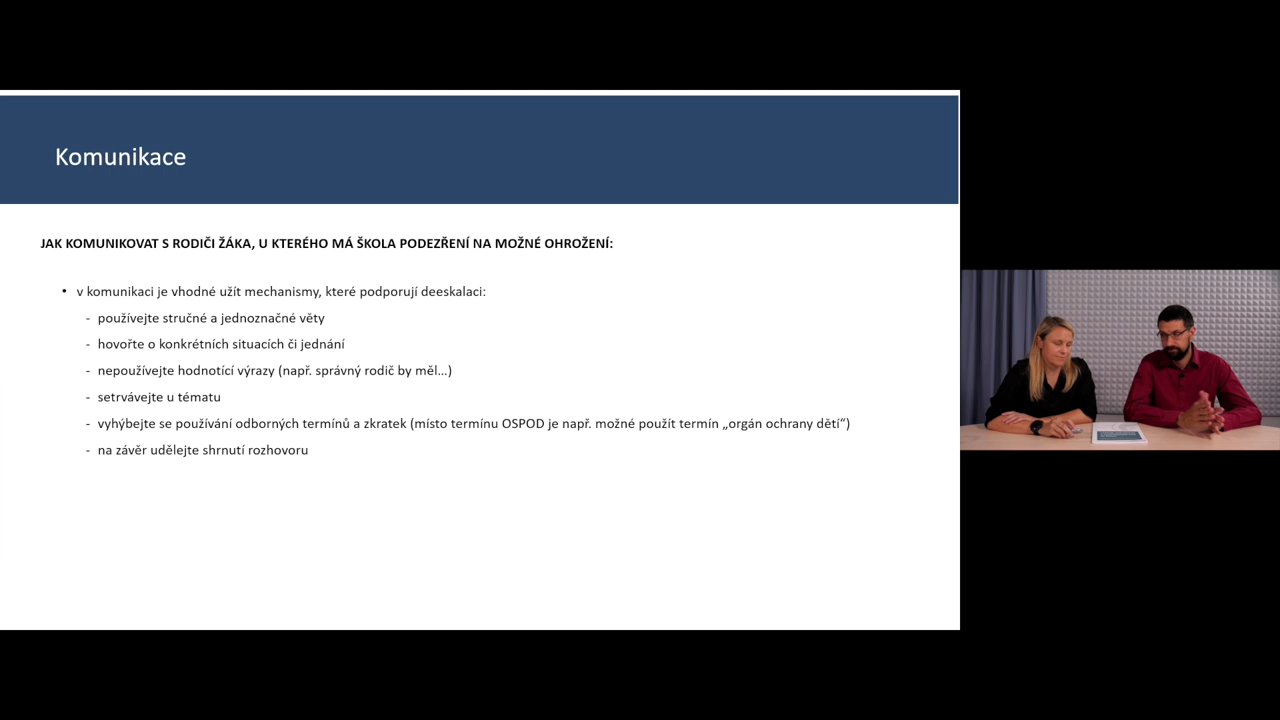 Komunikace
JAK KOMUNIKOVAT S RODIČI ŽÁKA, U KTERÉHO MÁ ŠKOLA PODEZŘENÍ NA MOŽNÉ OHROŽENÍ:
• v komunikaci je vhodné užít mechanismy, které podporují deeskalaci:
- používejte stručné a jednoznačné věty
- hovořte o konkrétních situacích či jednání
- nepoužívejte hodnotící výrazy (např. správný rodič by měl…)
- setrvávejte u tématu
- vyhýbejte se používání odborných termínů a zkratek (místo termínu OSPOD je např. možné použít termín „orgán ochrany dětí“)
- na závěr udělejte shrnutí rozhovoru